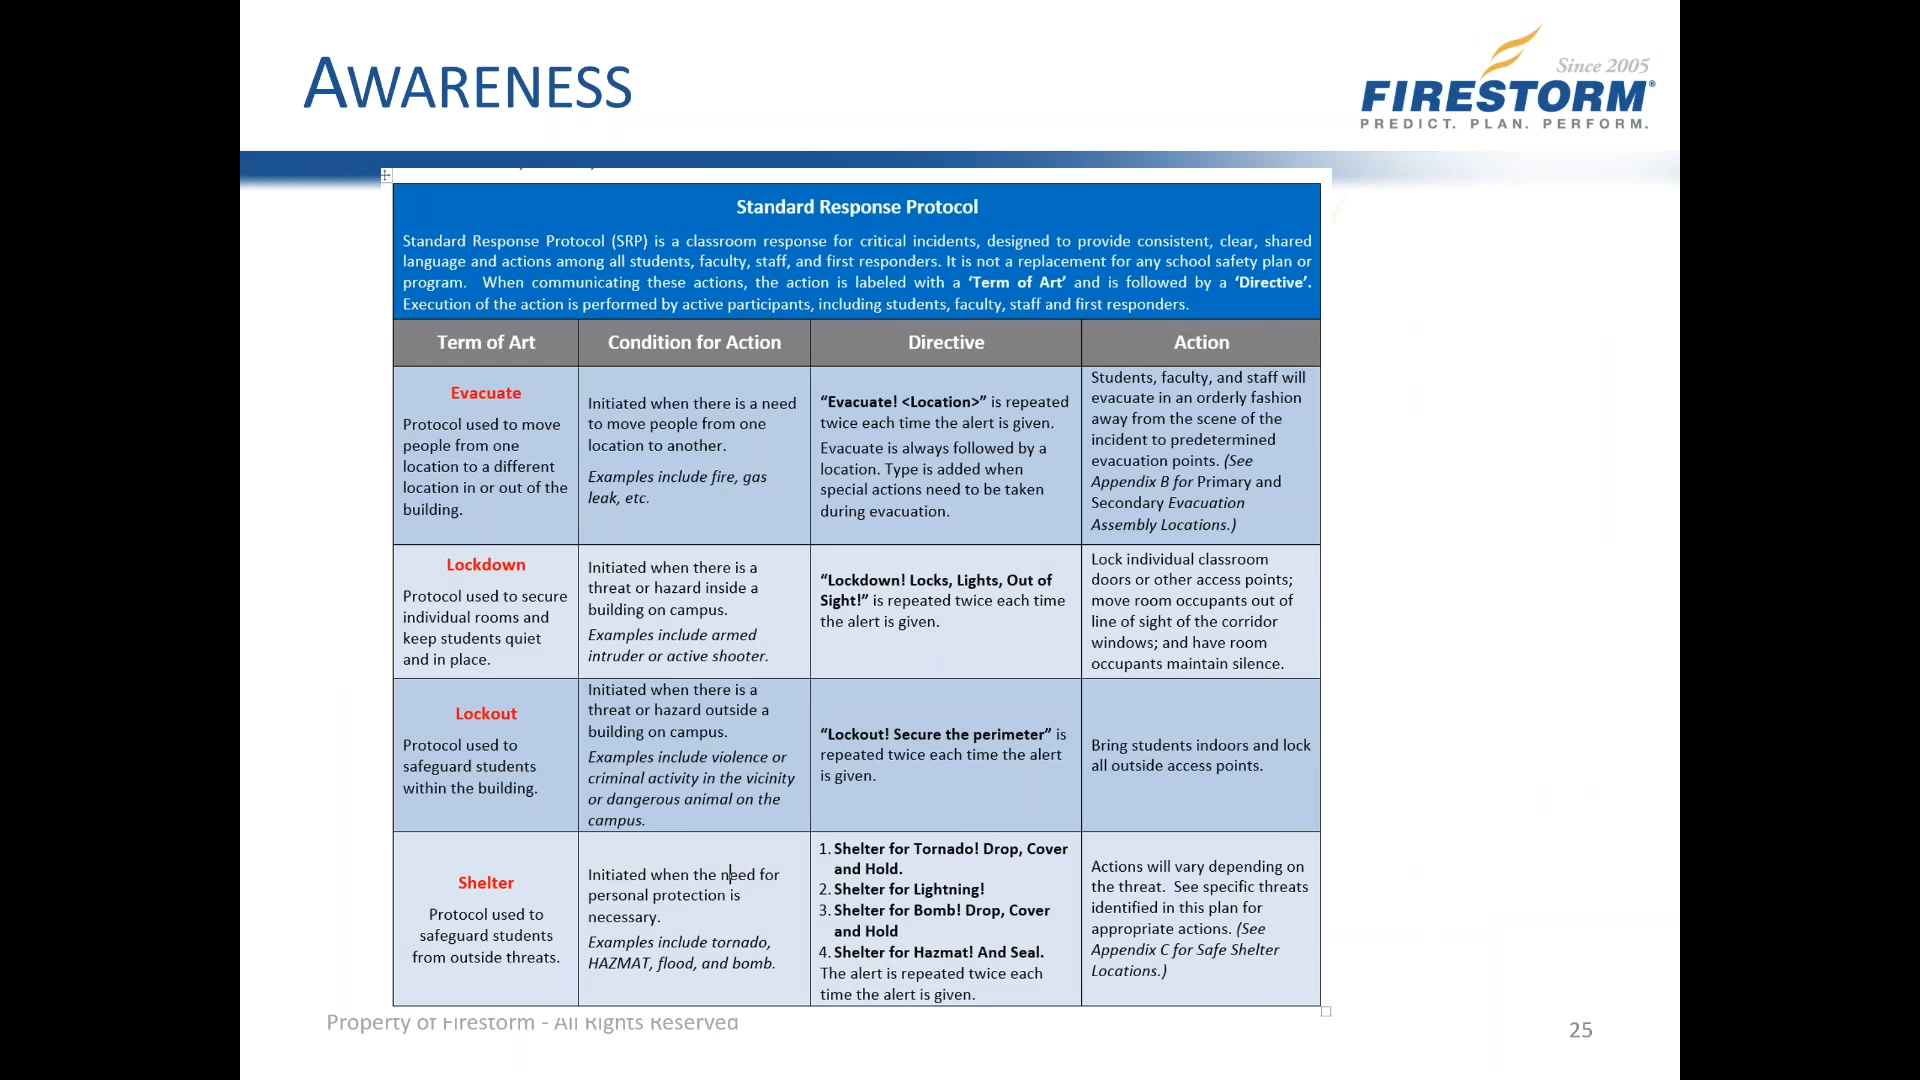 AWARENESS
Since 2005
FIRESTORM®
PREDICT. PLAN. PERFORM.
Standard Response Protocol
Standard Response Protocol (SRP) is a classroom response for critical incidents, designed to provide consistent, clear, shared
language and actions among all students, faculty, staff, and first responders. It is not a replacement for any school safety plan or
program. When communicating these actions, the action is labeled with a ‘Term of Art’ and is followed by a ‘Directive’.
Execution of the action is performed by active participants, including students, faculty, staff and first responders.
Term of Art
Condition for Action
Directive
Action
Evacuate
Protocol used to move
people from one
location to a different
location in or out of the
building.
Initiated when there is a need
to move people from one
location to another.
Examples include fire, gas
leak, etc.
“Evacuate! <Location>” is repeated
twice each time the alert is given.
Evacuate is always followed by a
location. Type is added when
special actions need to be taken
during evacuation.
Students, faculty, and staff will
evacuate in an orderly fashion
away from the scene of the
incident to predetermined
evacuation points. (See
Appendix B for Primary and
Secondary Evacuation
Assembly Locations.)
Lockdown
Protocol used to secure
individual rooms and
keep students quiet
and in place.
Initiated when there is a
threat or hazard inside a
building on campus.
Examples include armed
intruder or active shooter.
“Lockdown! Locks, Lights, Out of
Sight!” is repeated twice each time
the alert is given.
Lock individual classroom
doors or other access points;
move room occupants out of
line of sight of the corridor
windows; and have room
occupants maintain silence.
Lockout
Protocol used to
safeguard students
within the building.
Initiated when there is a
threat or hazard outside a
building on campus.
Examples include violence or
criminal activity in the vicinity
or dangerous animal on the
campus.
“Lockout! Secure the perimeter” is
repeated twice each time the alert
is given.
Bring students indoors and lock
all outside access points.
Shelter
Protocol used to
safeguard students
from outside threats.
Initiated when the need for
personal protection is
necessary.
Examples include tornado,
HAZMAT, flood, and bomb.
1. Shelter for Tornado! Drop, Cover
and Hold.
2. Shelter for Lightning!
3. Shelter for Bomb! Drop, Cover
and Hold
4. Shelter for Hazmat! And Seal.
The alert is repeated twice each
time the alert is given.
Actions will vary depending on
the threat. See specific threats
identified in this plan for
appropriate actions. (See
Appendix C for Safe Shelter
Locations.)
Property of Firestorm - All Rights Reserved
25